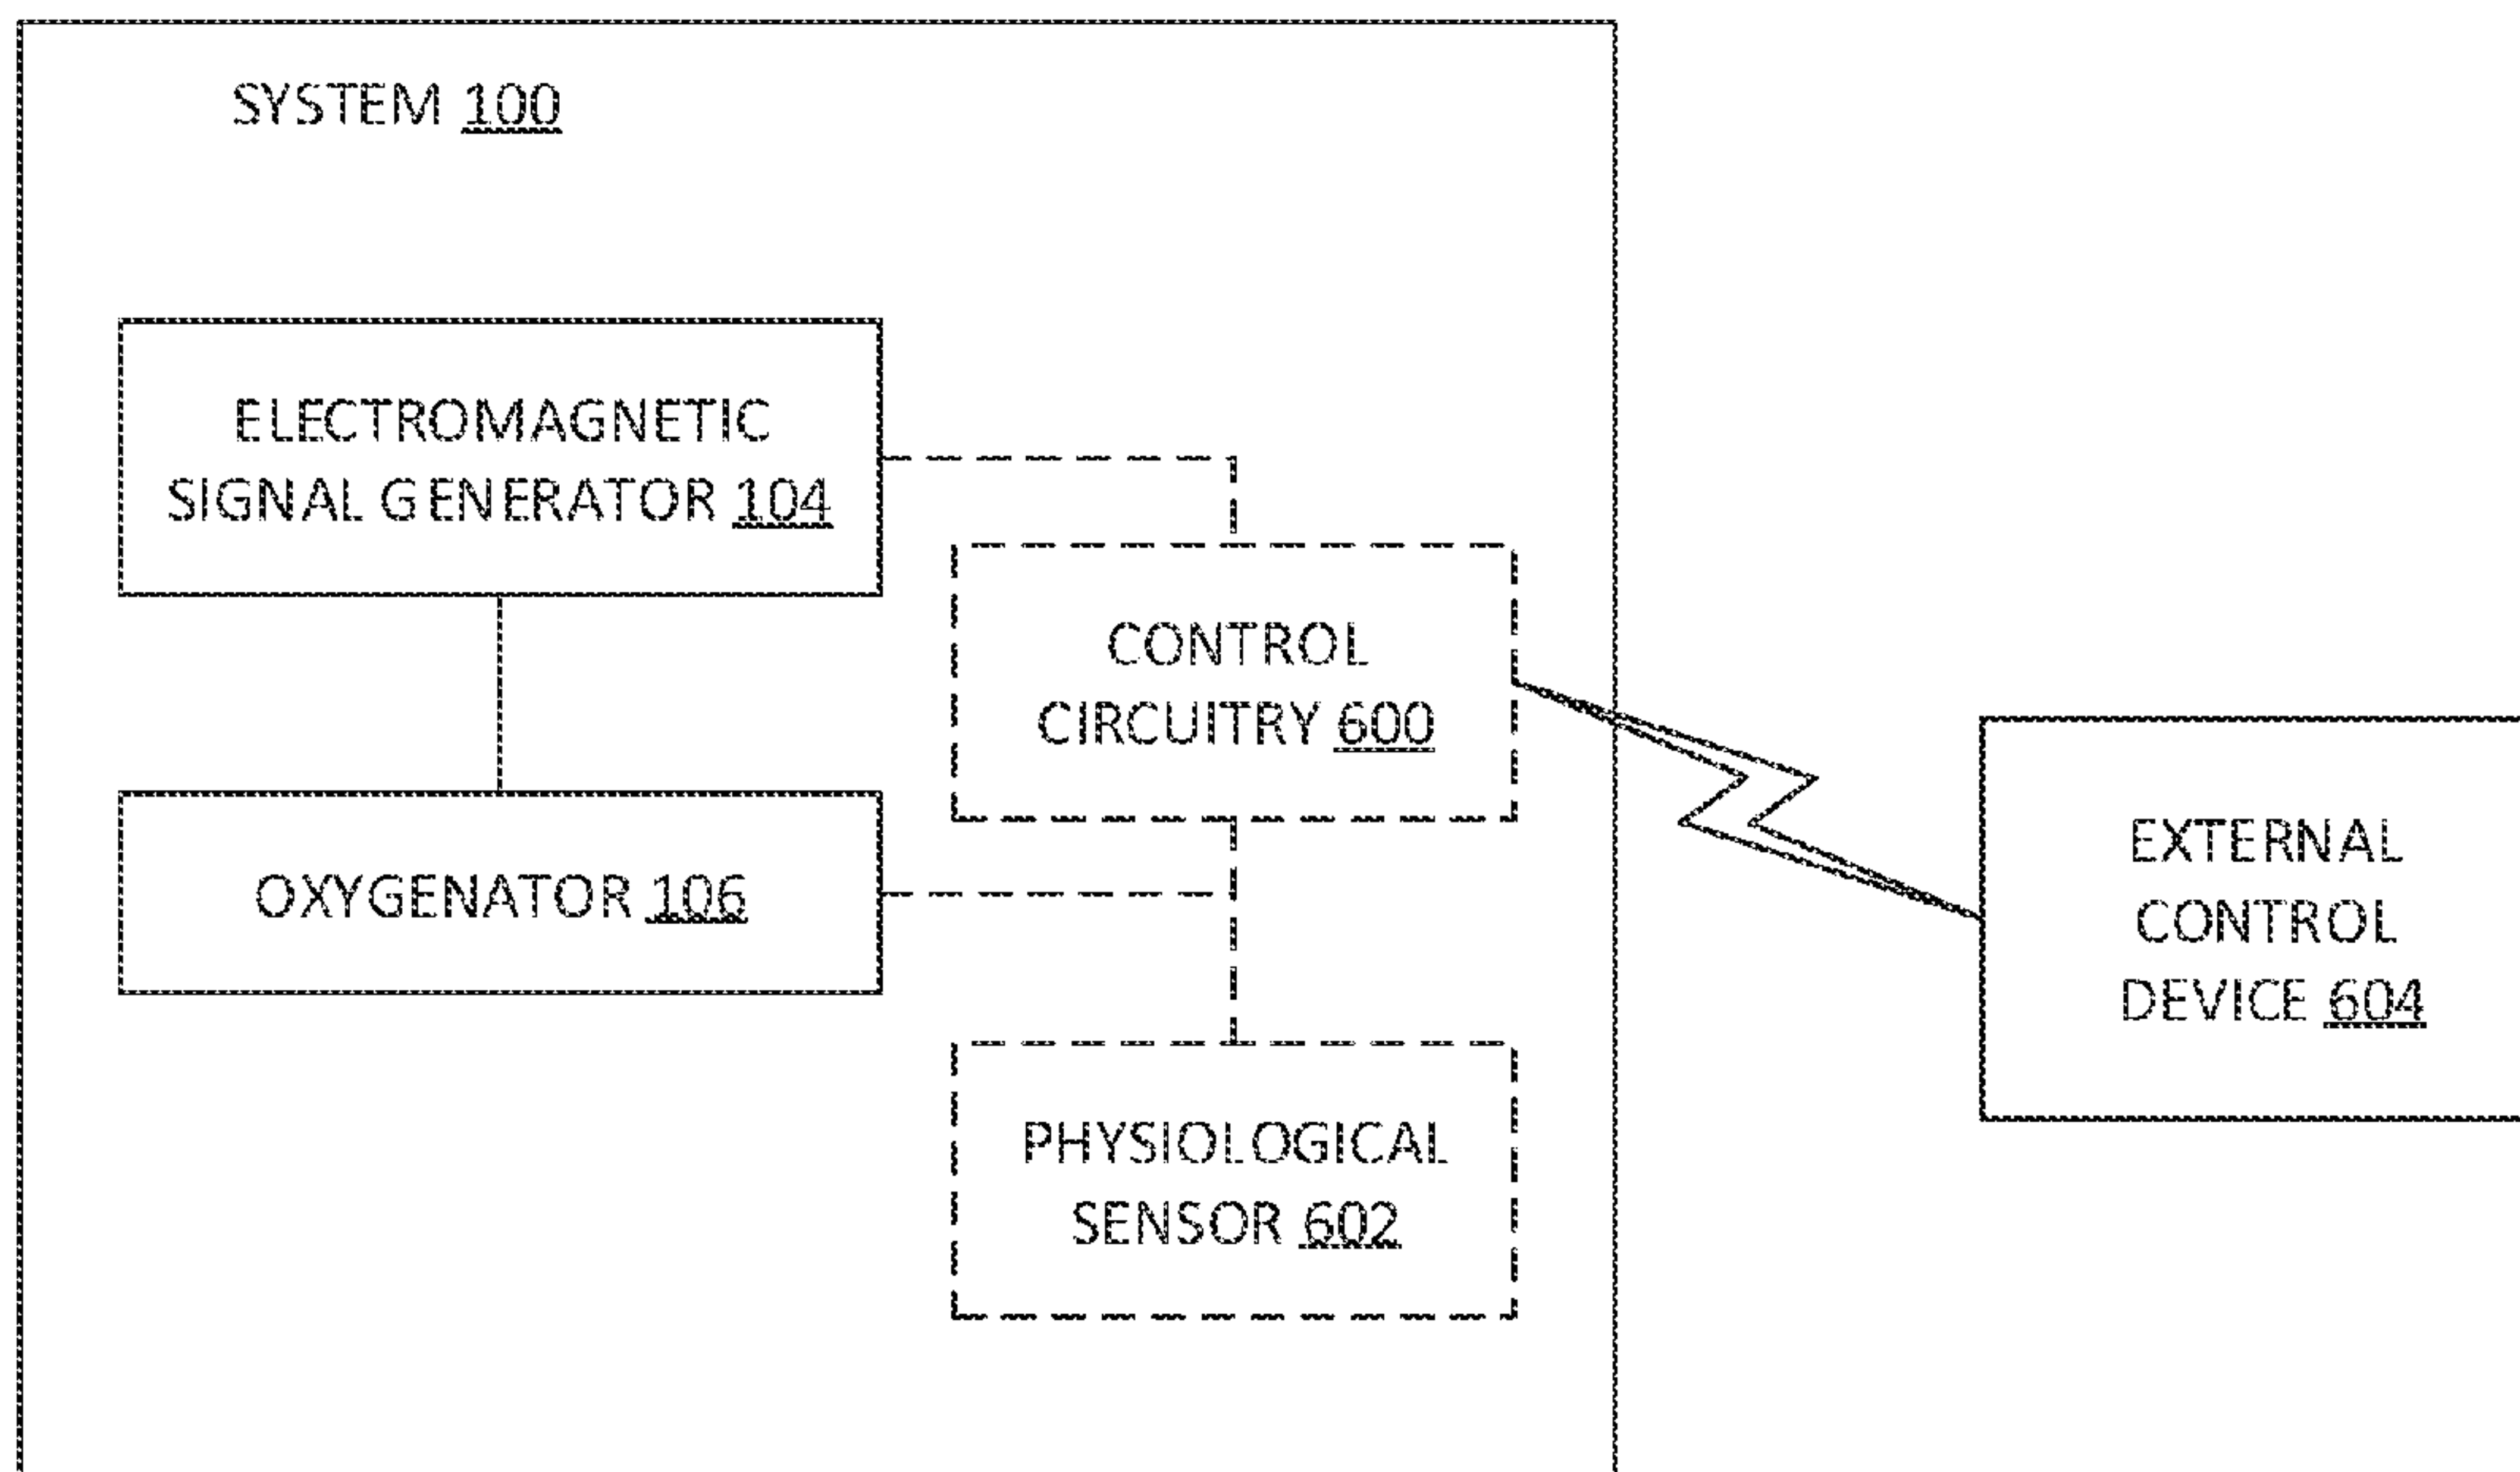 SYSTEM 100
ELECTROMAGNETIC
SIGNAL GENERATOR 104
CONTROL
CIRCUITRY 600
OXYGENATOR 106
EXTERNAL
CONTROL
DEVICE 604
PHYSIOLOGICAL
SENSOR 602